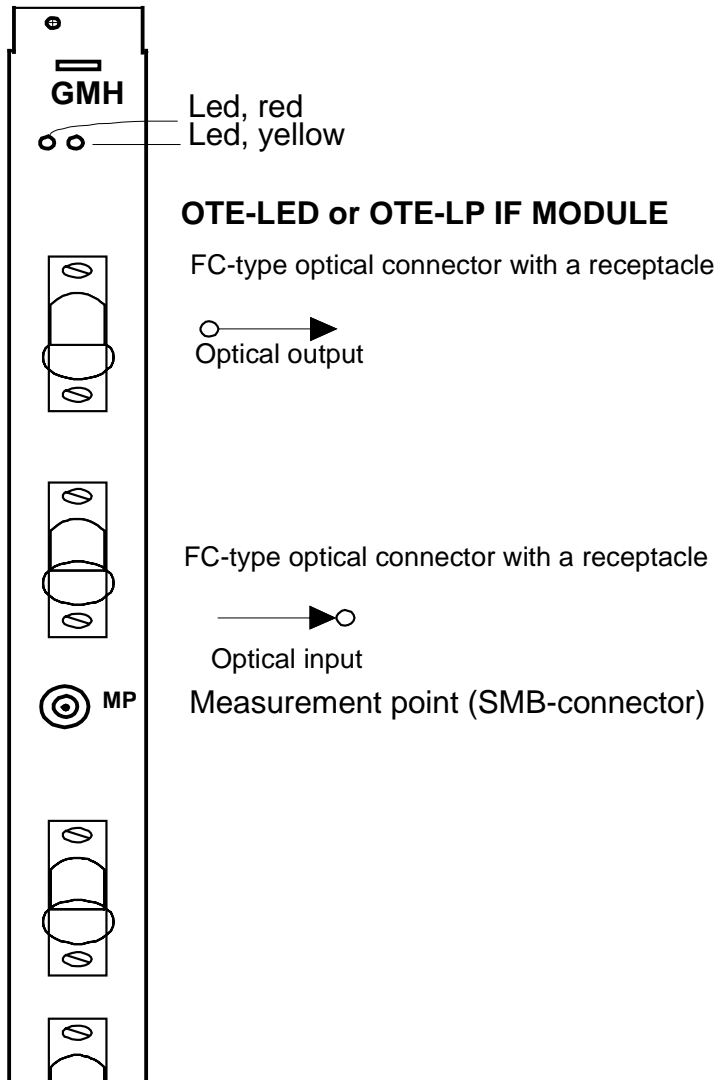 GMH
Led, red
Led, yellow
OTE-LED or OTE-LP IF MODULE
FC-type optical connector with a receptacle
Optical output
FC-type optical connector with a receptacle
Optical input
MP
Measurement point (SMB-connector)